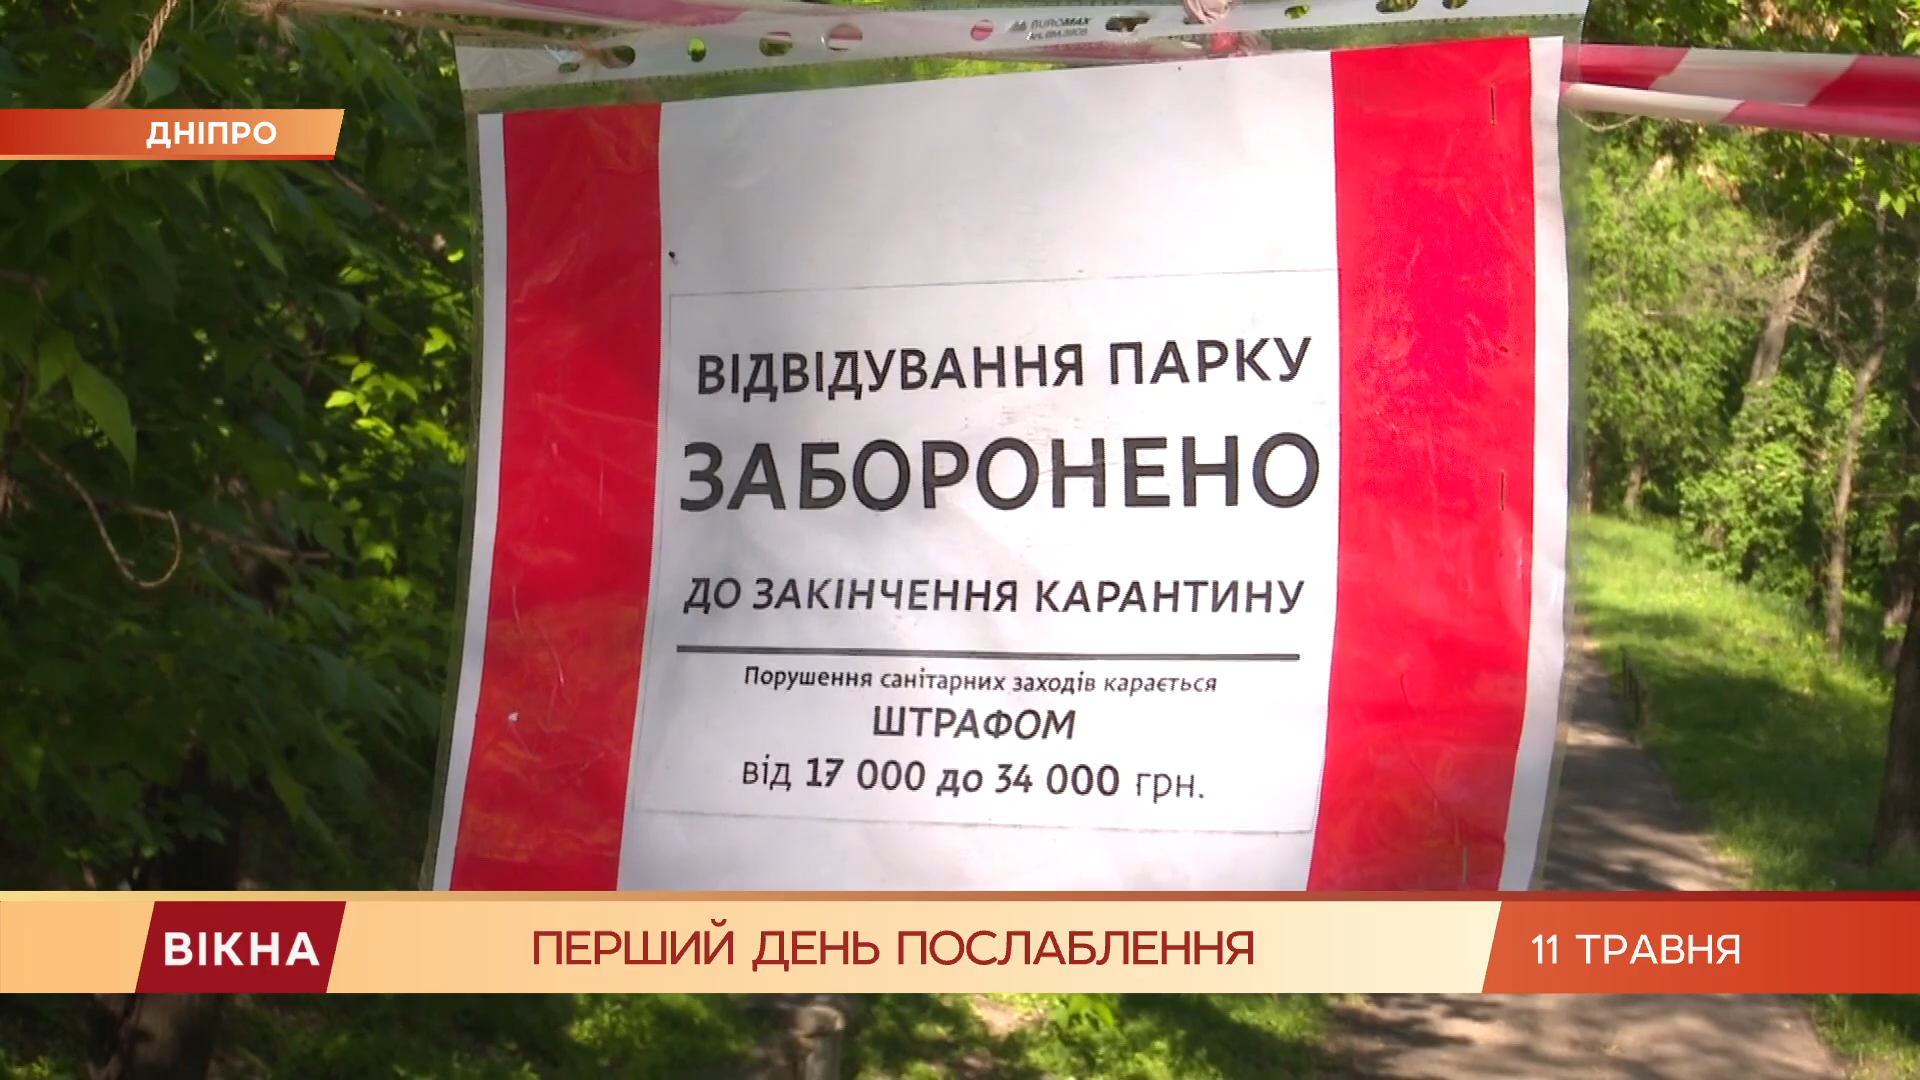 BUROMAX
ДНІПРО
ВІДВІДУВАННЯ ПАРКУ
ЗАБОРОНЕНО
ДО ЗАКІНЧЕННЯ КАРАНТИНУ
Порушення санітарних заходів карається
ШТРАФОМ
від 17 000 до 34 000 грн.
ВІКНА
ПЕРШИЙ ДЕНЬ ПОСЛАБЛЕННЯ
11 ТРАВНЯ